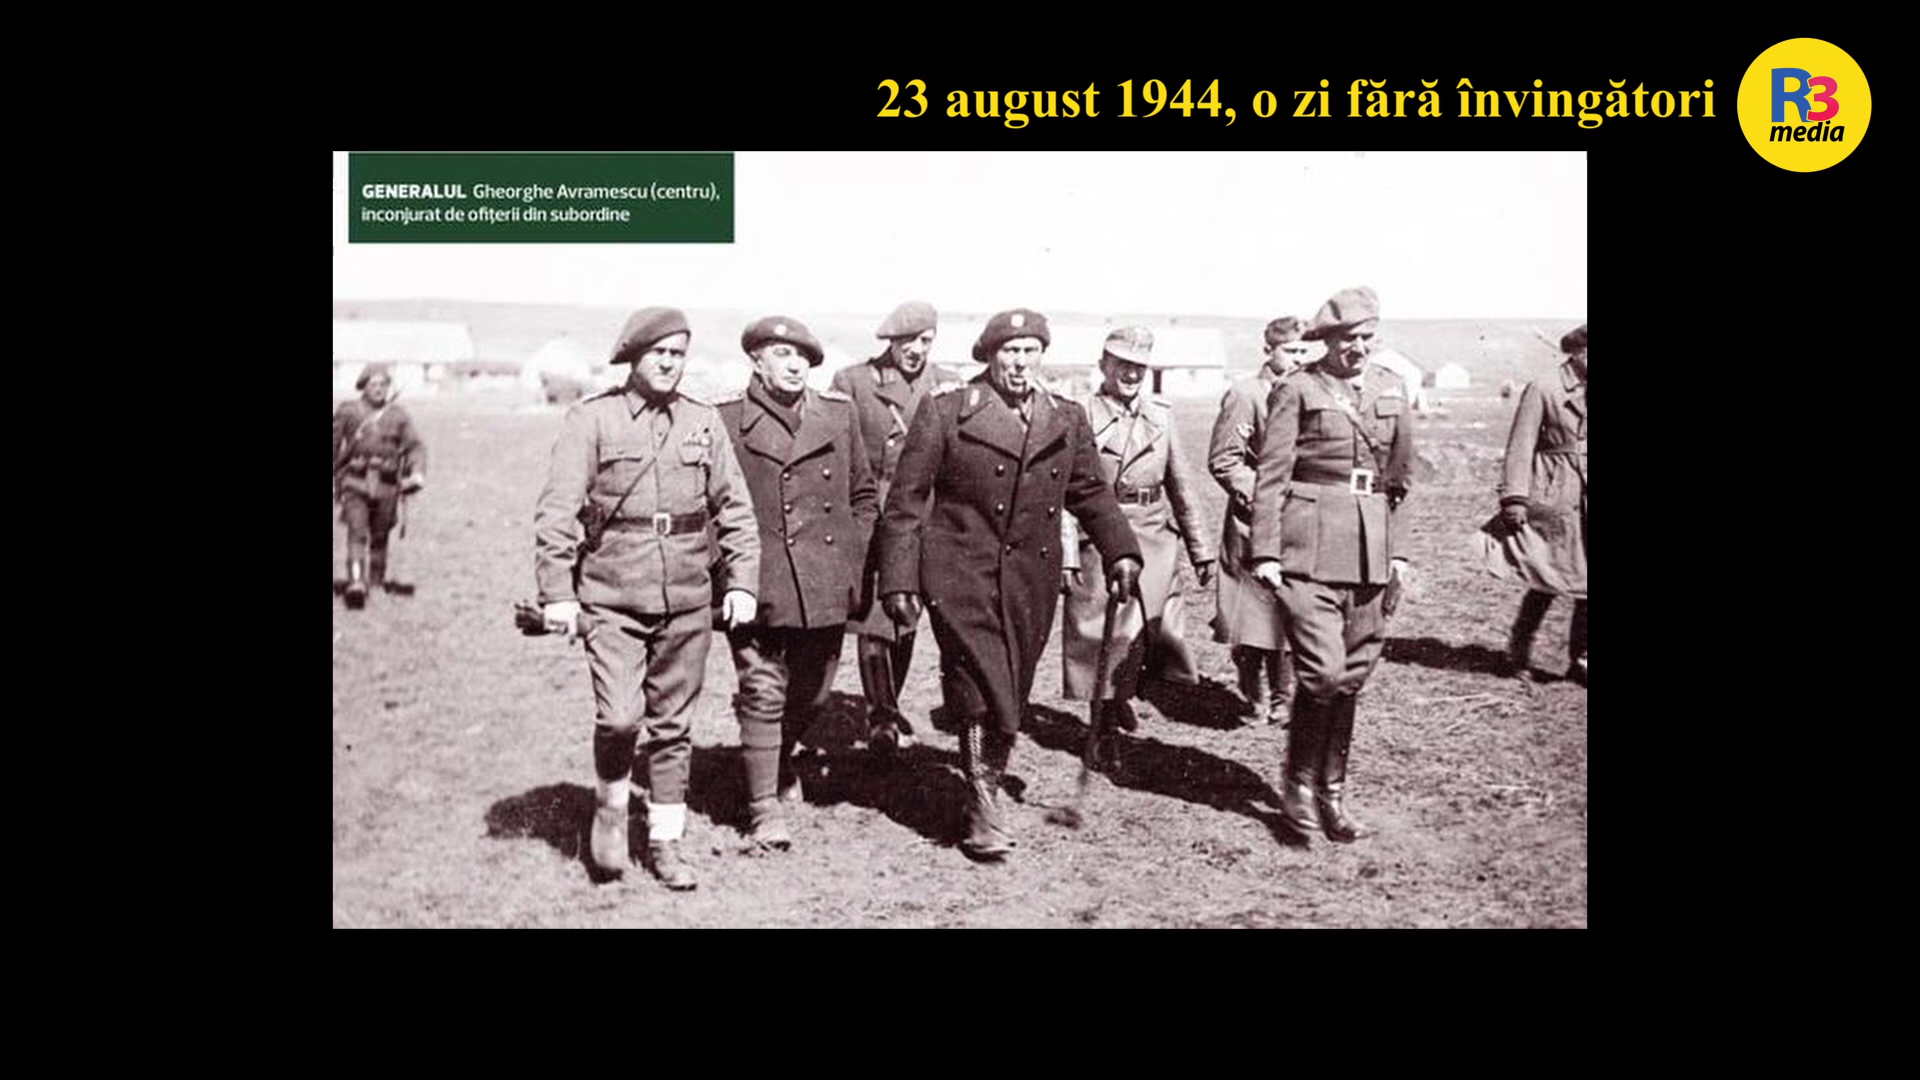 23 august 1944, o zi fără învingători
R3
media
GENERALUL Gheorghe Avramescu (centru),
inconjurat de ofițerii din subordine